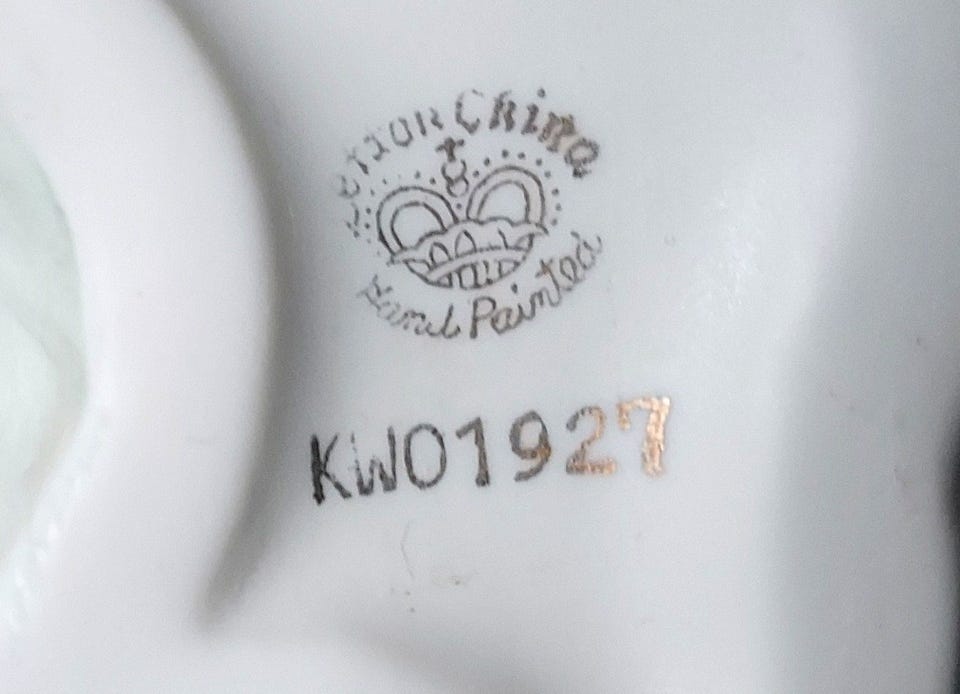 LEFTON China
Hand Painted
KW01927